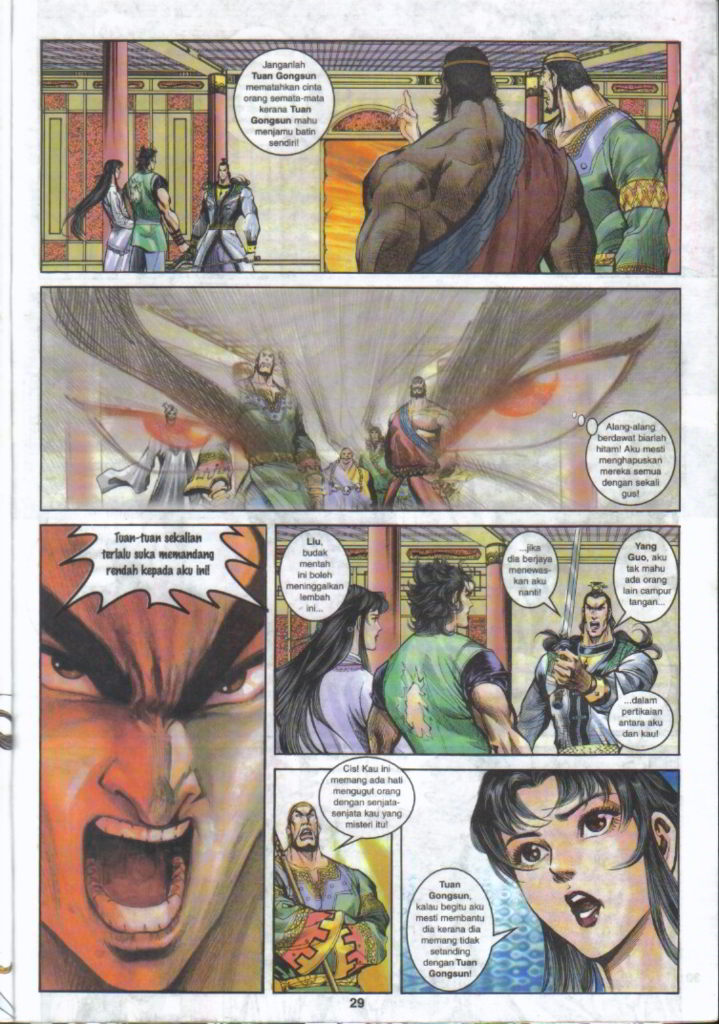 Janganlah
Tuan Gongsun
mematahkan cinta
orang semata-mata
kerana Tuan
Gongsun mahu
menjamu batin
sendiri!
Alang-alang
berdawat biarlah
hitam! Aku mesti
menghapuskan
mereka semua
dengan sekali
gus!
Tuan-tuan sekalian
terlalu suka memandang
rendah kepada aku ini!
Liu,
budak
mentah
ini boleh
meninggalkan
lembah
ini...
...jika
dia berjaya
menewas-
kan aku
nanti!
Yang
Guo, aku
tak mahu
ada orang
lain campur
tangan...
...dalam
pertikaian
antara aku
dan kau!
Cis! Kau ini
memang ada hati
mengugut orang
dengan senjata-
senjata kau yang
misteri itu!
Tuan
Gongsun,
kalau begitu aku
mesti membantu
dia kerana dia
memang tidak
setanding
dengan Tuan
Gongsun!
29